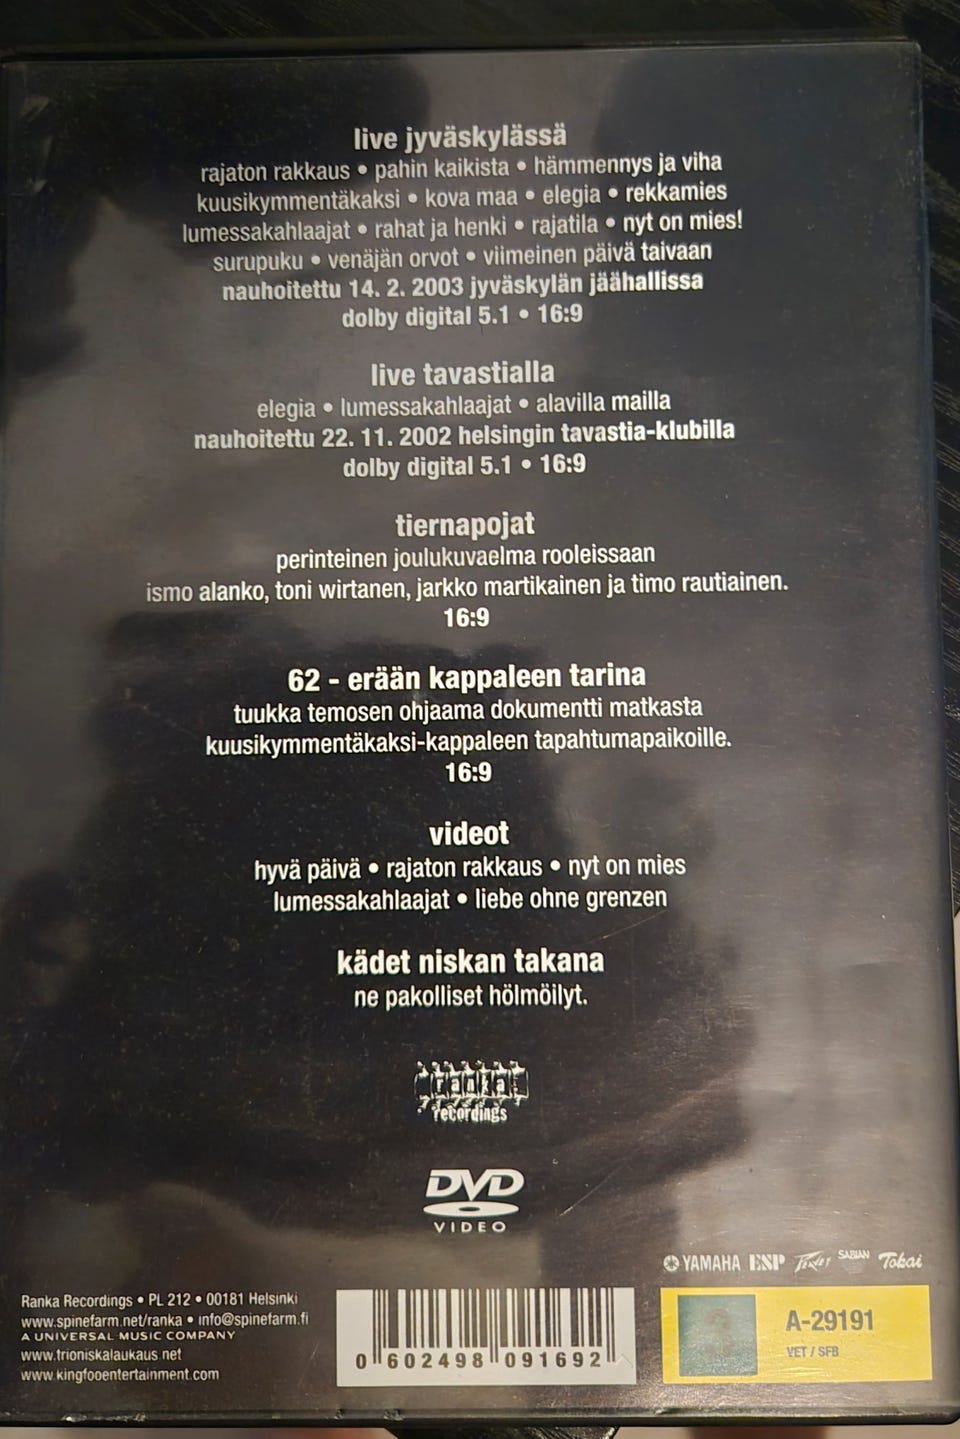 live jyväskylässä
rajaton rakkaus • pahin kaikista • hämmennys ja viha
kuusikymmentäkaksi • kova maa • elegia • rekkamies
lumessakahlaajat • rahat ja henki • rajatila • nyt on mies!
surupuku • venäjän orvot • viimeinen päivä taivaan
nauhoitettu 14. 2. 2003 jyväskylän jäähallissa
dolby digital 5.1 • 16:9
live tavastialla
elegia • lumessakahlaajat • alavilla mailla
nauhoitettu 22. 11. 2002 helsingin tavastia-klubilla
dolby digital 5.1 • 16:9
tiernapojat
perinteinen joulukuvaelma rooleissaan
ismo alanko, toni wirtanen, jarkko martikainen ja timo rautiainen.
16:9
62 - erään kappaleen tarina
tuukka temosen ohjaama dokumentti matkasta
kuusikymmentäkaksi-kappaleen tapahtumapaikoille.
16:9
videot
hyvä päivä • rajaton rakkaus • nyt on mies
lumessakahlaajat • liebe ohne grenzen
kädet niskan takana
ne pakolliset hölmöilyt.
ranka
recordings
DVD
VIDEO
YAMAHA ESP Peavey SABIAN Tokai
Ranka Recordings • PL 212 • 00181 Helsinki
www.spinefarm.net/ranka • info@spinefarm.fi
A UNIVERSAL MUSIC COMPANY
www.trioniskalaukaus.net
www.kingfooentertainment.com
0 602498 091692
A-29191
VET / SFB